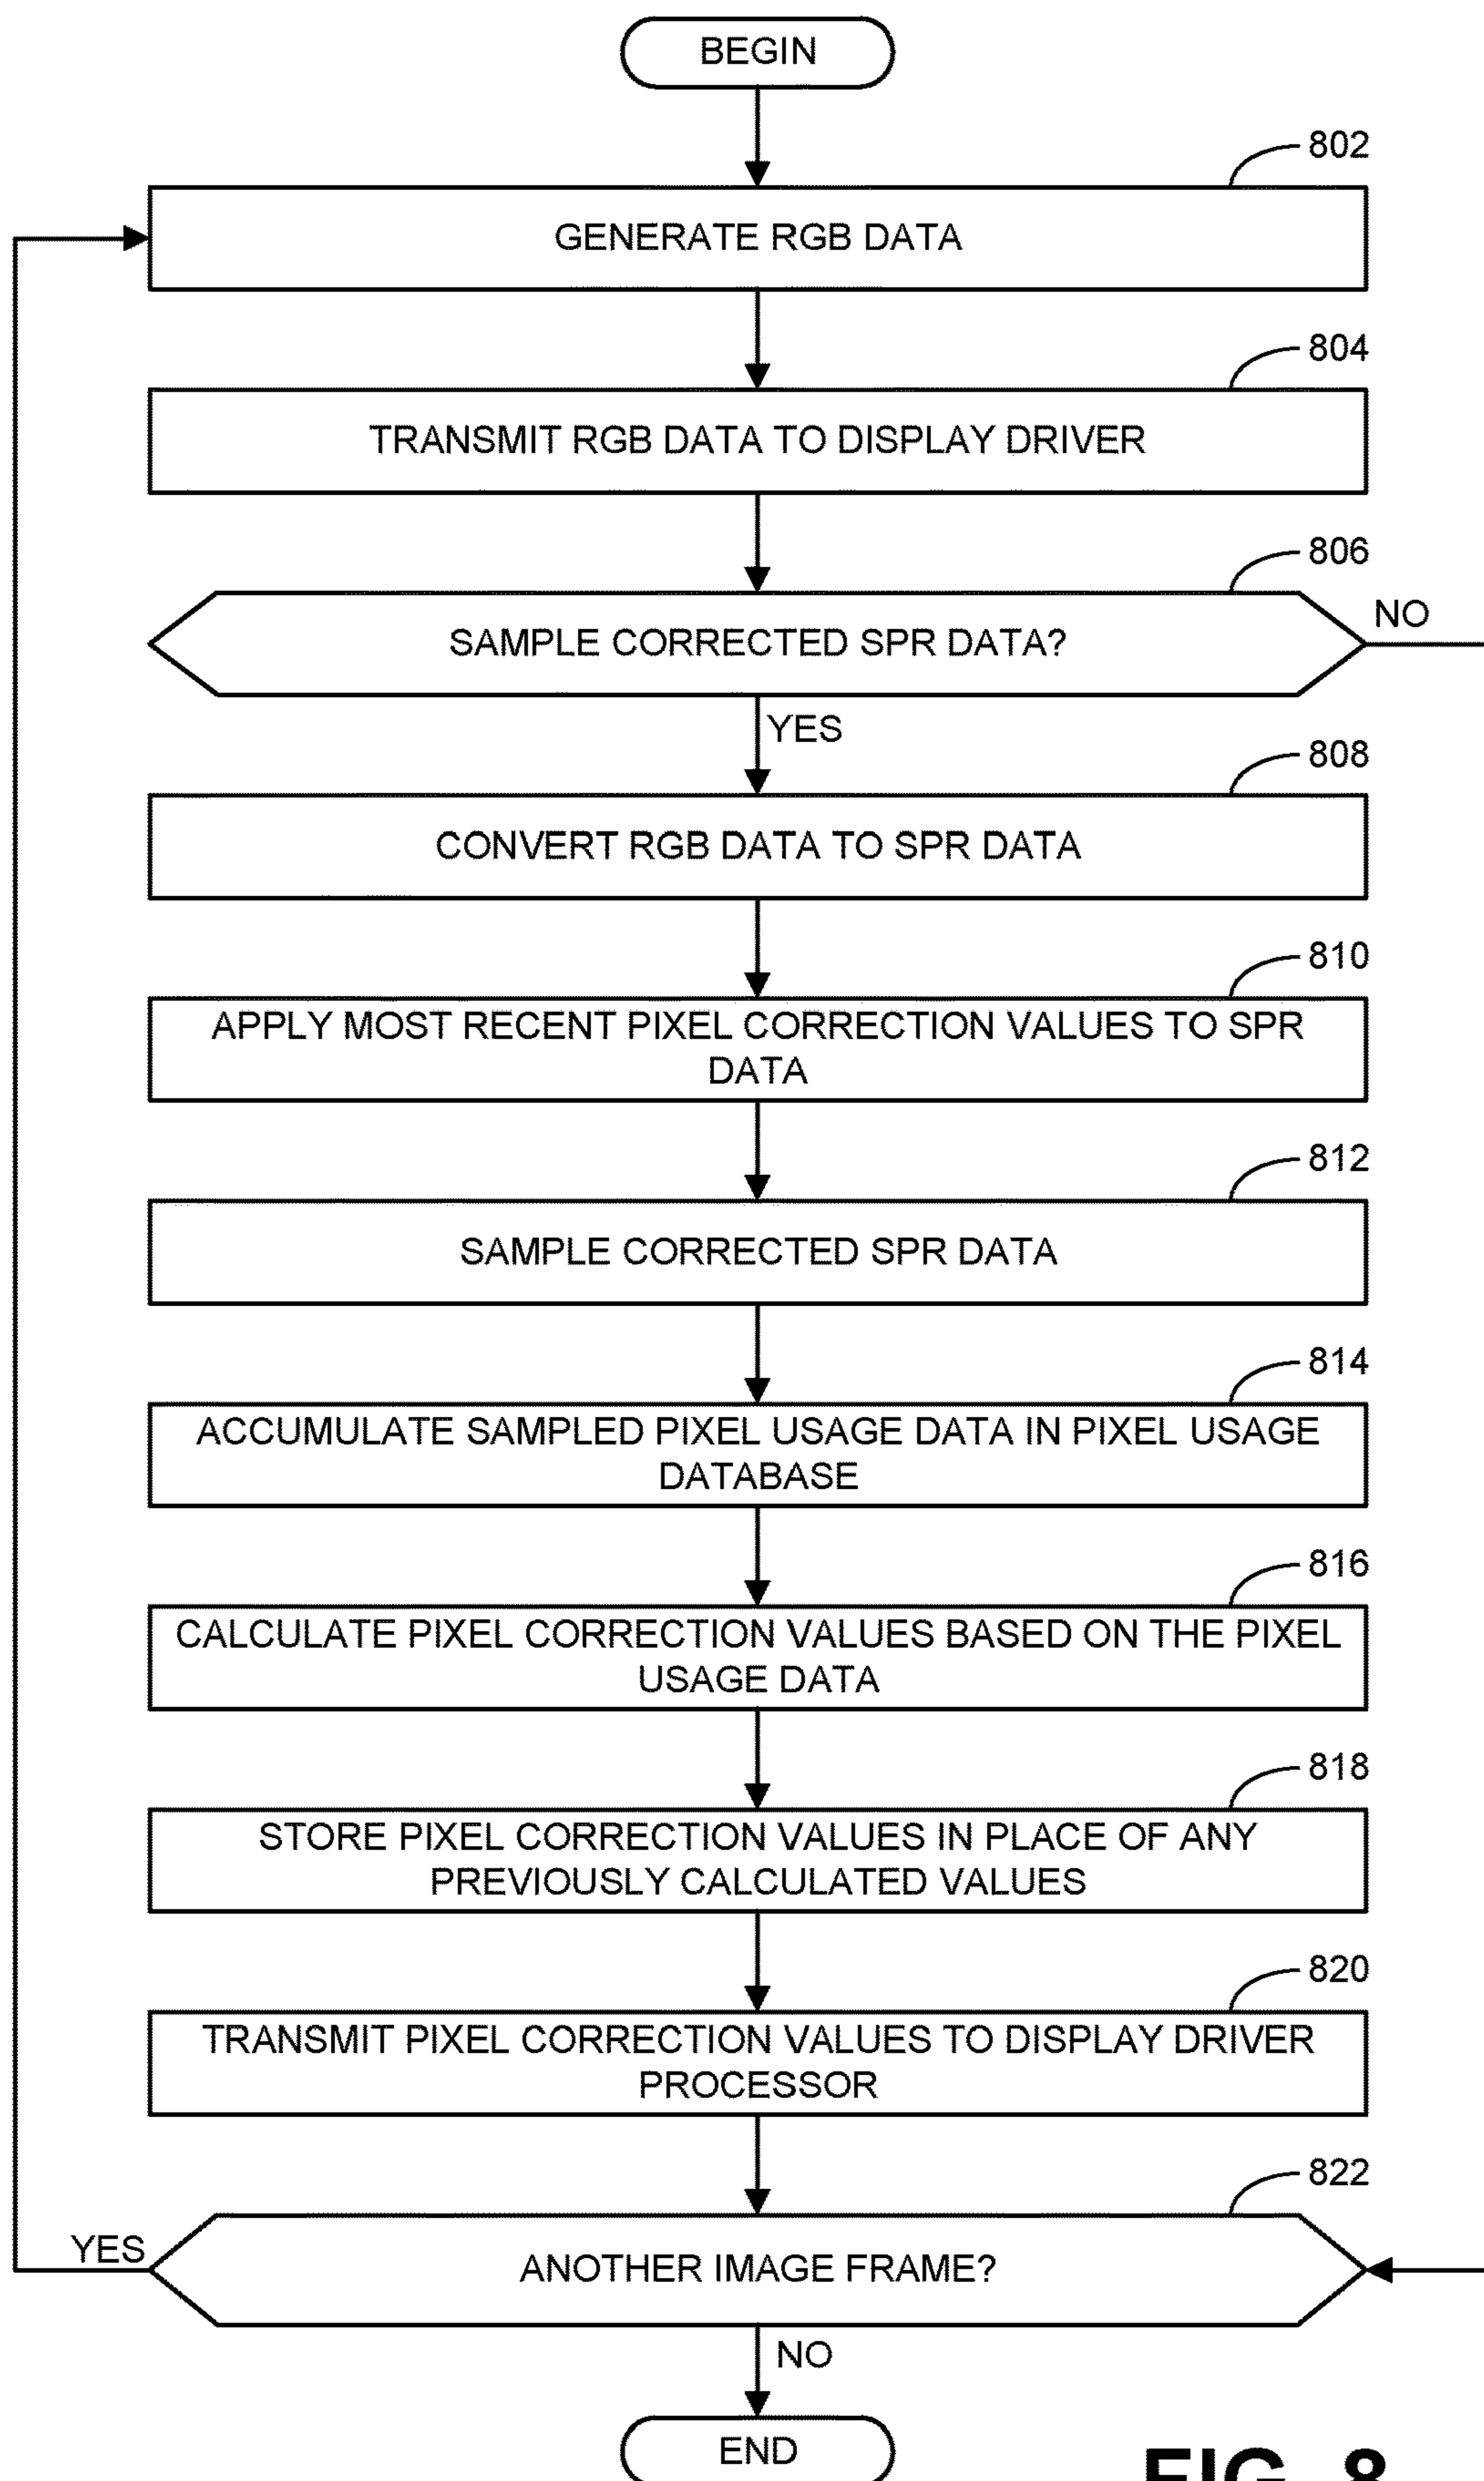 BEGIN
802
GENERATE RGB DATA
804
TRANSMIT RGB DATA TO DISPLAY DRIVER
806
SAMPLE CORRECTED SPR DATA?
NO
YES
808
CONVERT RGB DATA TO SPR DATA
810
APPLY MOST RECENT PIXEL CORRECTION VALUES TO SPR
DATA
812
SAMPLE CORRECTED SPR DATA
814
ACCUMULATE SAMPLED PIXEL USAGE DATA IN PIXEL USAGE
DATABASE
816
CALCULATE PIXEL CORRECTION VALUES BASED ON THE PIXEL
USAGE DATA
818
STORE PIXEL CORRECTION VALUES IN PLACE OF ANY
PREVIOUSLY CALCULATED VALUES
820
TRANSMIT PIXEL CORRECTION VALUES TO DISPLAY DRIVER
PROCESSOR
822
YES
ANOTHER IMAGE FRAME?
NO
END
FIG. 8